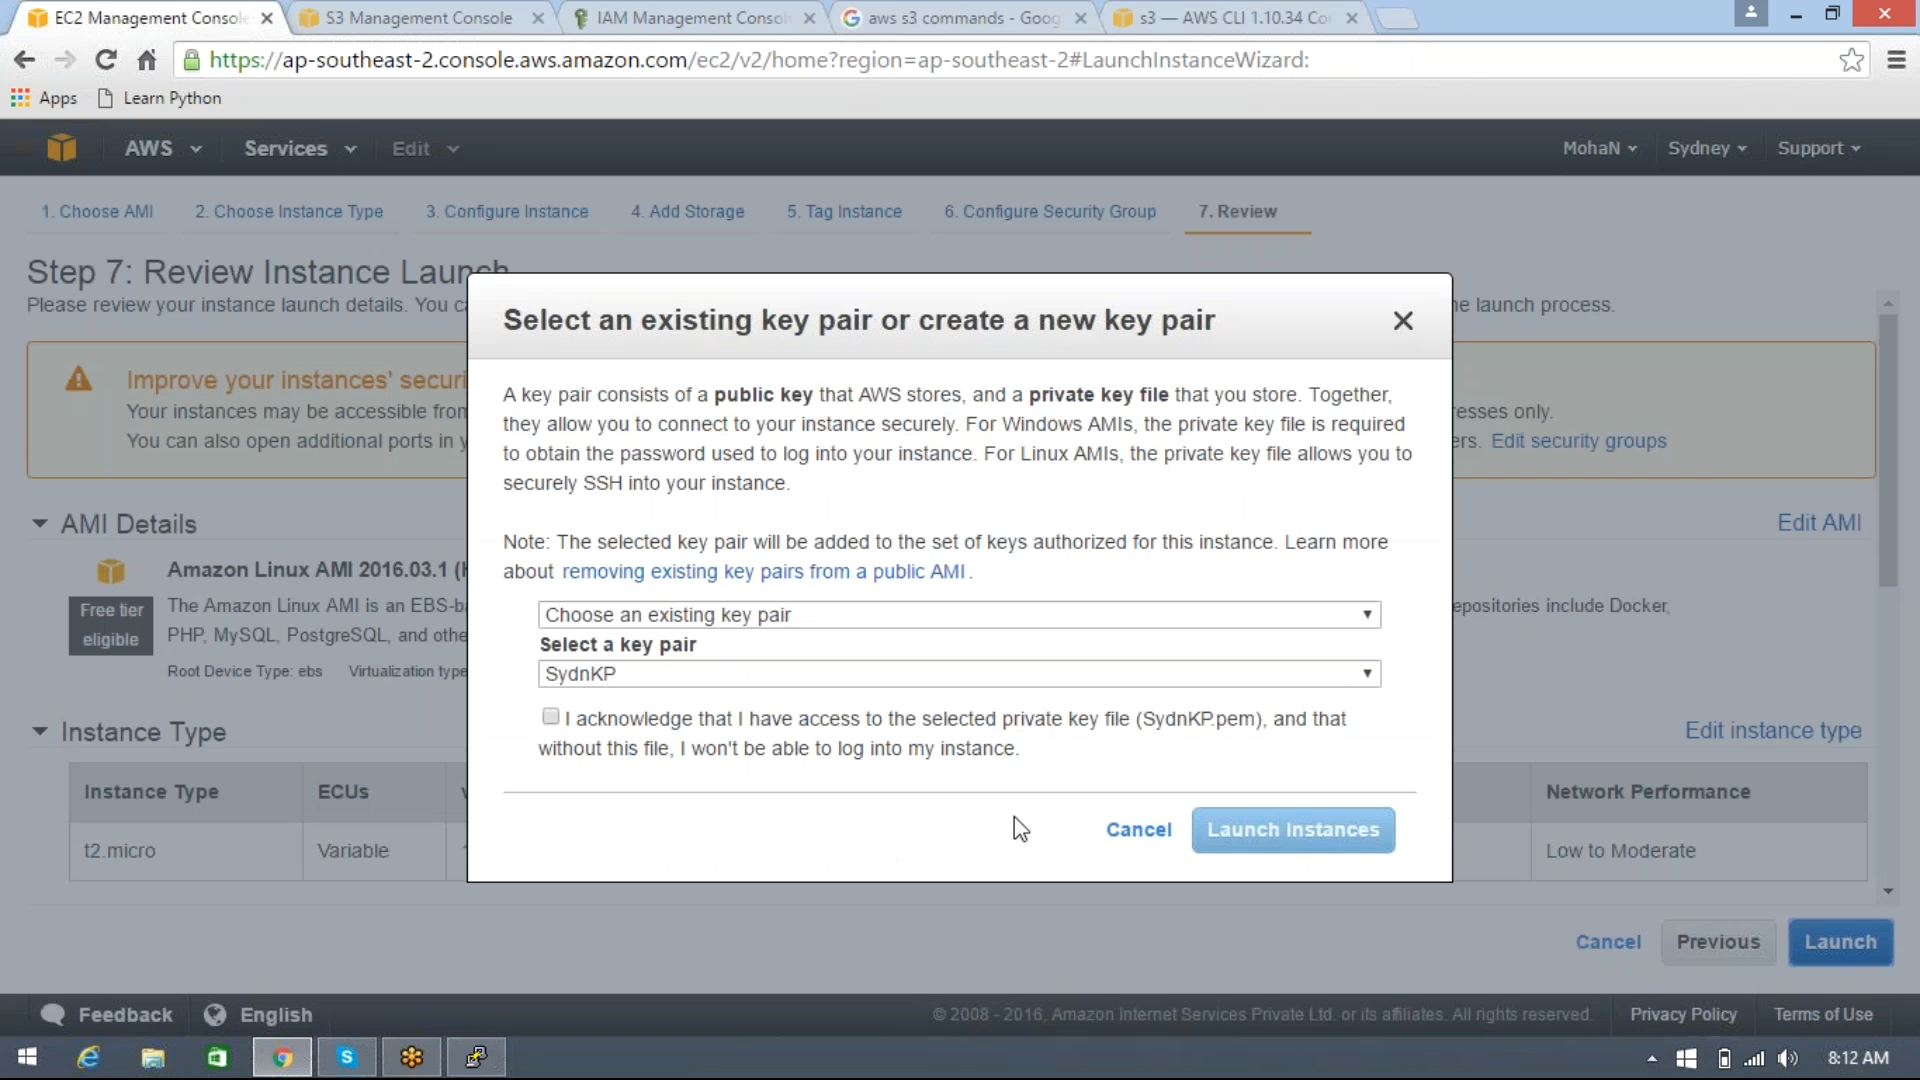 EC2 Management Console
S3 Management Console
IAM Management Console
aws s3 commands - Goog
s3 — AWS CLI 1.10.34 Co
https://ap-southeast-2.console.aws.amazon.com/ec2/v2/home?region=ap-southeast-2#LaunchInstanceWizard:
Apps
Learn Python
AWS
Services
Edit
MohaN
Sydney
Support
1. Choose AMI
2. Choose Instance Type
3. Configure Instance
4. Add Storage
5. Tag Instance
6. Configure Security Group
7. Review
Step 7: Review Instance Launch
Please review your instance launch details. You ca
he launch process.
Improve your instances' securi
Your instances may be accessible from
resses only.
You can also open additional ports in y
ers. Edit security groups
Select an existing key pair or create a new key pair
A key pair consists of a public key that AWS stores, and a private key file that you store. Together,
they allow you to connect to your instance securely. For Windows AMIs, the private key file is required
to obtain the password used to log into your instance. For Linux AMIs, the private key file allows you to
securely SSH into your instance.
Note: The selected key pair will be added to the set of keys authorized for this instance. Learn more
about removing existing key pairs from a public AMI.
Choose an existing key pair
Select a key pair
SydnKP
I acknowledge that I have access to the selected private key file (SydnKP.pem), and that
without this file, I won't be able to log into my instance.
Cancel
Launch Instances
AMI Details
Edit AMI
Amazon Linux AMI 2016.03.1 (H
Free tier
eligible
The Amazon Linux AMI is an EBS-ba
epositories include Docker,
PHP, MySQL, PostgreSQL, and othe
Root Device Type: ebs
Virtualization type
Instance Type
Edit instance type
Instance Type
ECUs
Network Performance
t2.micro
Variable
Low to Moderate
Cancel
Previous
Launch
Feedback
English
© 2008 - 2016, Amazon Internet Services Private Ltd. or its affiliates. All rights reserved.
Privacy Policy
Terms of Use
8:12 AM